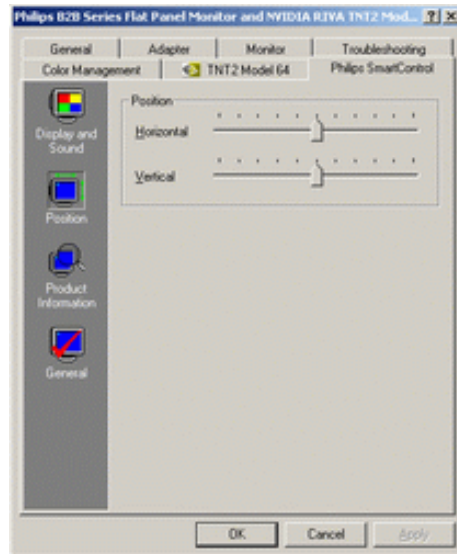 Philips B2B Series Flat Panel Monitor and NVIDIA RIVA TNT2 Mod...
General Adapter Monitor Troubleshooting
Color Management TNT2 Model 64 Philips SmartControl
Display and
Sound
Position
Product
Information
General
Position
Horizontal
Vertical
OK Cancel Apply